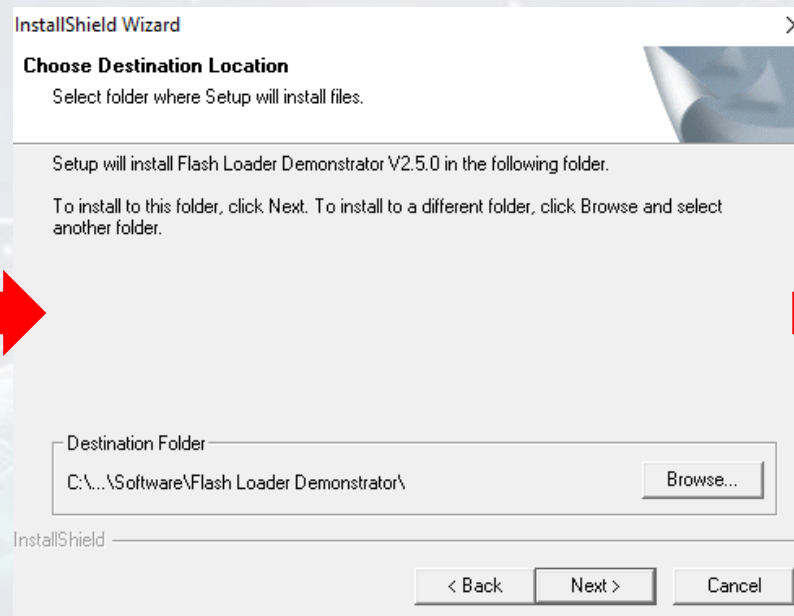 InstallShield Wizard
Choose Destination Location
Select folder where Setup will install files.
Setup will install Flash Loader Demonstrator V2.5.0 in the following folder.
To install to this folder, click Next. To install to a different folder, click Browse and select
another folder.
Destination Folder
C:\...\Software\Flash Loader Demonstrator\
Browse...
InstallShield
< Back
Next >
Cancel